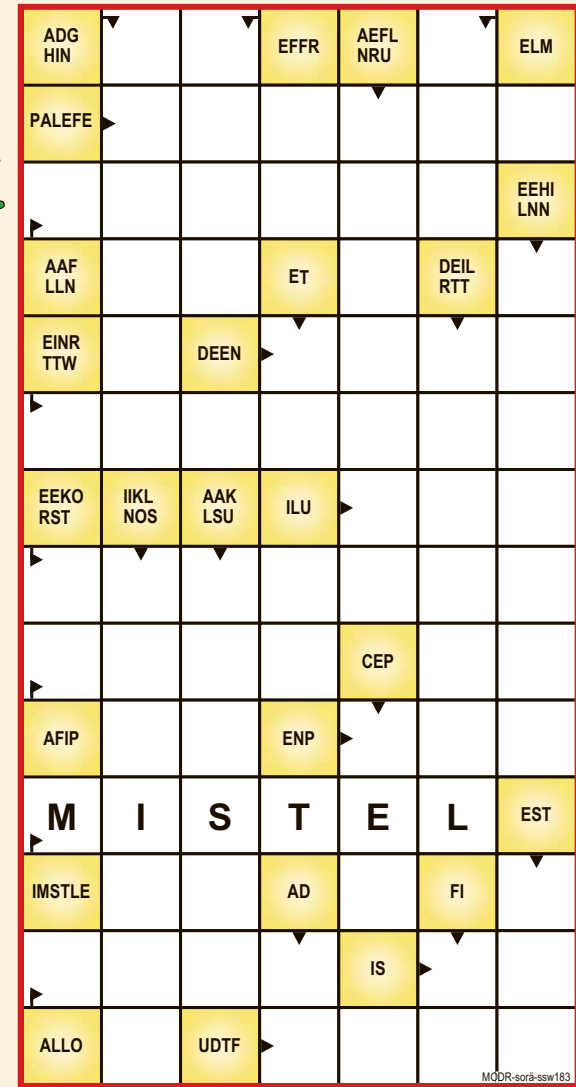 ADG
HIN
EFFR
AEFL
NRU
ELM
PALEFE
EEHI
LNN
AAF
LLN
ET
DEIL
RTT
EINR
TTW
DEEN
EEKO
RST
IIKL
NOS
AAK
LSU
ILU
CEP
AFIP
ENP
M I S T E L
EST
IMSTLE
AD
FI
IS
ALLO
UDTF
MODR-sorä-ssw183